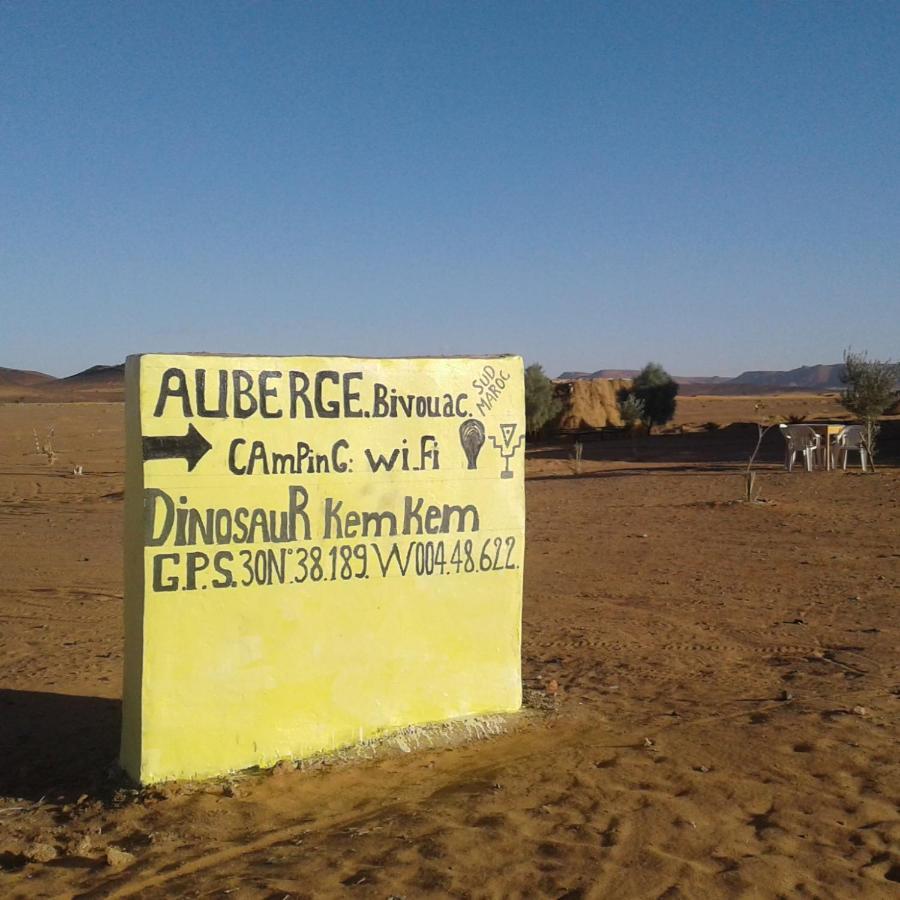 AUBERGE.Bivouac.
SUD
MAROC
CAmPinG: wi.Fi
DinosauR KemKem
G.P.S.30N°.38.189.W004.48.622.